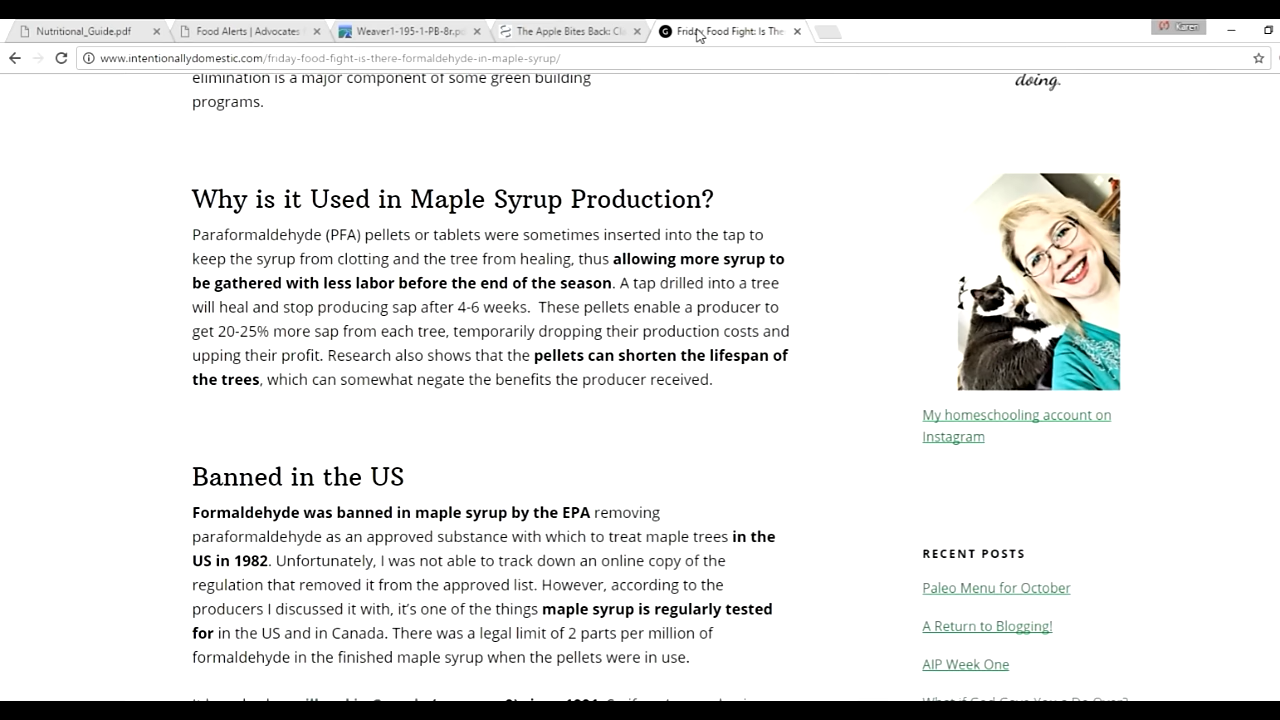 Nutritional_Guide.pdf
Food Alerts | Advocates
Weaver1-195-1-PB-8r.p
The Apple Bites Back: Cl
Friday Food Fight: Is The
Karen
www.intentionallydomestic.com/friday-food-fight-is-there-formaldehyde-in-maple-syrup/
elimination is a major component of some green building
programs.
doing.
Why is it Used in Maple Syrup Production?
Paraformaldehyde (PFA) pellets or tablets were sometimes inserted into the tap to
keep the syrup from clotting and the tree from healing, thus allowing more syrup to
be gathered with less labor before the end of the season. A tap drilled into a tree
will heal and stop producing sap after 4-6 weeks.  These pellets enable a producer to
get 20-25% more sap from each tree, temporarily dropping their production costs and
upping their profit. Research also shows that the pellets can shorten the lifespan of
the trees, which can somewhat negate the benefits the producer received.
My homeschooling account on
Instagram
Banned in the US
Formaldehyde was banned in maple syrup by the EPA removing
paraformaldehyde as an approved substance with which to treat maple trees in the
US in 1982. Unfortunately, I was not able to track down an online copy of the
regulation that removed it from the approved list. However, according to the
producers I discussed it with, it's one of the things maple syrup is regularly tested
for in the US and in Canada. There was a legal limit of 2 parts per million of
formaldehyde in the finished maple syrup when the pellets were in use.
RECENT POSTS
Paleo Menu for October
A Return to Blogging!
AIP Week One
What if God Gave You a Do-Over?